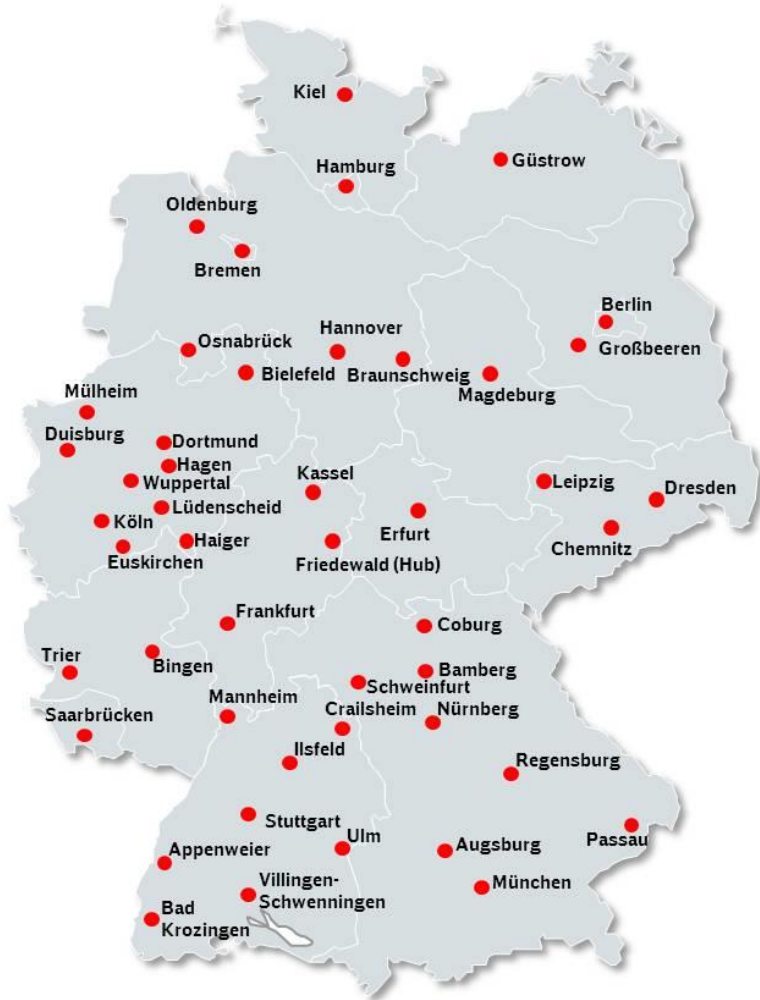 Kiel
Güstrow
Hamburg
Oldenburg
Bremen
Berlin
Großbeeren
Osnabrück
Hannover
Bielefeld
Braunschweig
Magdeburg
Mülheim
Duisburg
Dortmund
Hagen
Wuppertal
Kassel
Leipzig
Dresden
Lüdenscheid
Köln
Erfurt
Chemnitz
Haiger
Euskirchen
Friedewald (Hub)
Frankfurt
Coburg
Trier
Bingen
Bamberg
Schweinfurt
Mannheim
Saarbrücken
Crailsheim
Nürnberg
Ilsfeld
Regensburg
Stuttgart
Ulm
Passau
Appenweier
Augsburg
Villingen-
Schwenningen
München
Bad
Krozingen